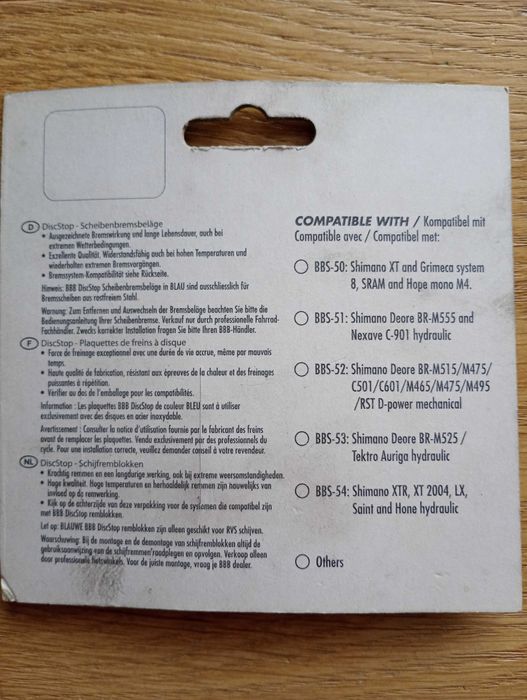 D DiscStop - Scheibenbremsbeläge
• Ausgezeichnete Bremswirkung und lange Lebensdauer, auch bei
extremen Wetterbedingungen.
• Exzellente Qualität. Widerstandsfähig auch bei hohen Temperaturen und
wiederholten extremen Bremsvorgängen.
• Bremssystem-Kompatibilität siehe Rückseite.
Hinweis: BBB DiscStop Scheibenbremsbeläge in BLAU sind ausschliesslich für
Bremsscheiben aus rostfreiem Stahl.
Warnung: Zum Entfernen und Auswechseln der Bremsbeläge beachten Sie bitte die
Bedienungsanleitung Ihrer Scheibenbremse. Verkauf nur durch professionelle Fahrrad-
Fachhändler. Zwecks korrekter Installation fragen Sie bitte Ihren BBB-Händler.
F DiscStop - Plaquettes de freins à disque
• Force de freinage exceptionnel avec une durée de vie accrue, même par mauvais
temps.
• Haute qualité de fabrication, résistant aux épreuves de la chaleur et des freinages
puissantes à répétition.
• Vérifier au dos de l'emballage pour les compatibilités.
Information : Les plaquettes BBB DiscStop de couleur BLEU sont à utiliser
exclusivement avec des disques en acier inoxydable.
Avertissement : Consulter la notice d'utilisation fournie par le fabricant des freins
avant de remplacer les plaquettes. Vendu exclusivement par des professionnels du
cycle. Pour une installation correcte, veuillez demander conseil à votre revendeur.
NL DiscStop - Schijfremblokken
• Krachtig remmen en een langdurige werking, ook bij extreme weersomstandigheden.
• Hoge kwaliteit. Hoge temperaturen en herhaaldelijk remmen zijn nauwelijks van
invloed op de remwerking.
• Kijk op de achterzijde van deze verpakking voor de systemen die compatibel zijn
met BBB DiscStop remblokken.
Let op: BLAUWE BBB DiscStop remblokken zijn alleen geschikt voor RVS schijven.
Waarschuwing: Bij de montage en de demontage van schijfremblokken altijd de
gebruiksaanwijzing van de schijfremmen raadplegen en opvolgen. Verkoop alleen
door professionele fietswinkels. Voor de juiste montage, vraag je BBB dealer.
COMPATIBLE WITH / Kompatibel mit
Compatible avec / Compatibel met:
BBS-50: Shimano XT and Grimeca system
8, SRAM and Hope mono M4.
BBS-51: Shimano Deore BR-M555 and
Nexave C-901 hydraulic
BBS-52: Shimano Deore BR-M515/M475/
C501/C601/M465/M475/M495
/RST D-power mechanical
BBS-53: Shimano Deore BR-M525 /
Tektro Auriga hydraulic
BBS-54: Shimano XTR, XT 2004, LX,
Saint and Hone hydraulic
Others